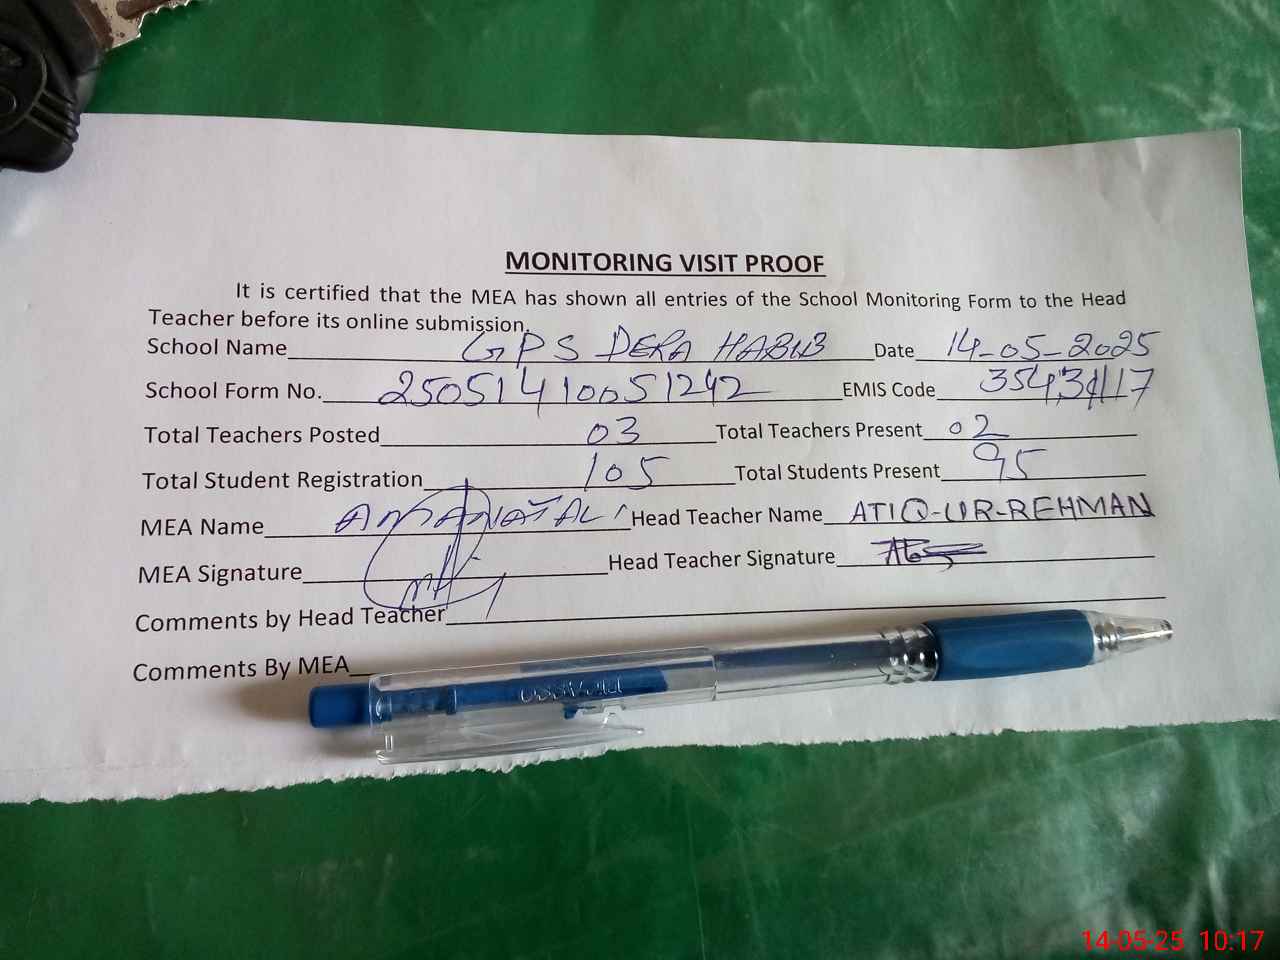 MONITORING VISIT PROOF
It is certified that the MEA has shown all entries of the School Monitoring Form to the Head
Teacher before its online submission.
School Name GPS DERA HABIB Date 14-05-2025
School Form No. 25051410051242 EMIS Code
Total Teachers Posted 03 Total Teachers Present 02
Total Student Registration 105 Total Students Present 95
MEA Name AMANAT ALI Head Teacher Name ATIQ-UR-REHMAN
MEA Signature Head Teacher Signature
Comments by Head Teacher
Comments By MEA
14-05-25 10:17